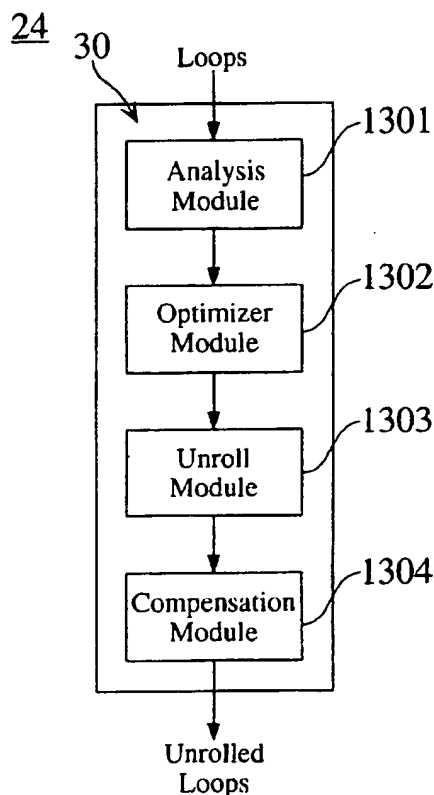 24
30
Loops
1301
Analysis
Module
1302
Optimizer
Module
1303
Unroll
Module
1304
Compensation
Module
Unrolled
Loops